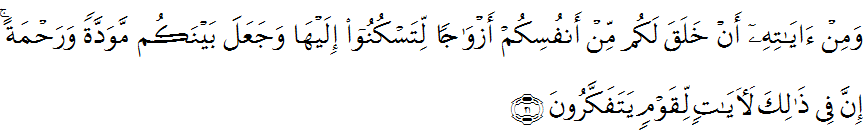 وَمِنْ ءَايَـٰتِهِۦٓ أَنْ خَلَقَ لَكُم مِّنْ أَنفُسِكُمْ أَزْوَٰجًا لِّتَسْكُنُوٓا۟ إِلَيْهَا وَجَعَلَ بَيْنَكُم مَّوَدَّةً وَرَحْمَةً ۚ
إِنَّ فِى ذَٰلِكَ لَـَٔايَـٰتٍ لِّقَوْمٍ يَتَفَكَّرُونَ ﴿٢١﴾